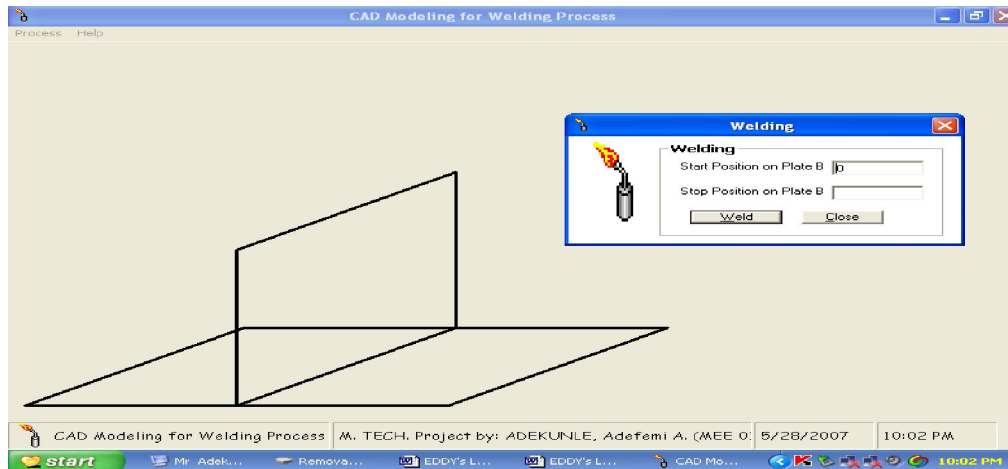 CAD Modeling for Welding Process
Process Help
Welding
Welding
Start Position on Plate B 0
Stop Position on Plate B
Weld Close
CAD Modeling for Welding Process M. TECH. Project by: ADEKUNLE, Adefemi A. (MEE 0 5/28/2007 10:02 PM
start Mr Adek... Remova... EDDY's L... EDDY's L... CAD Mo... 10:02 PM